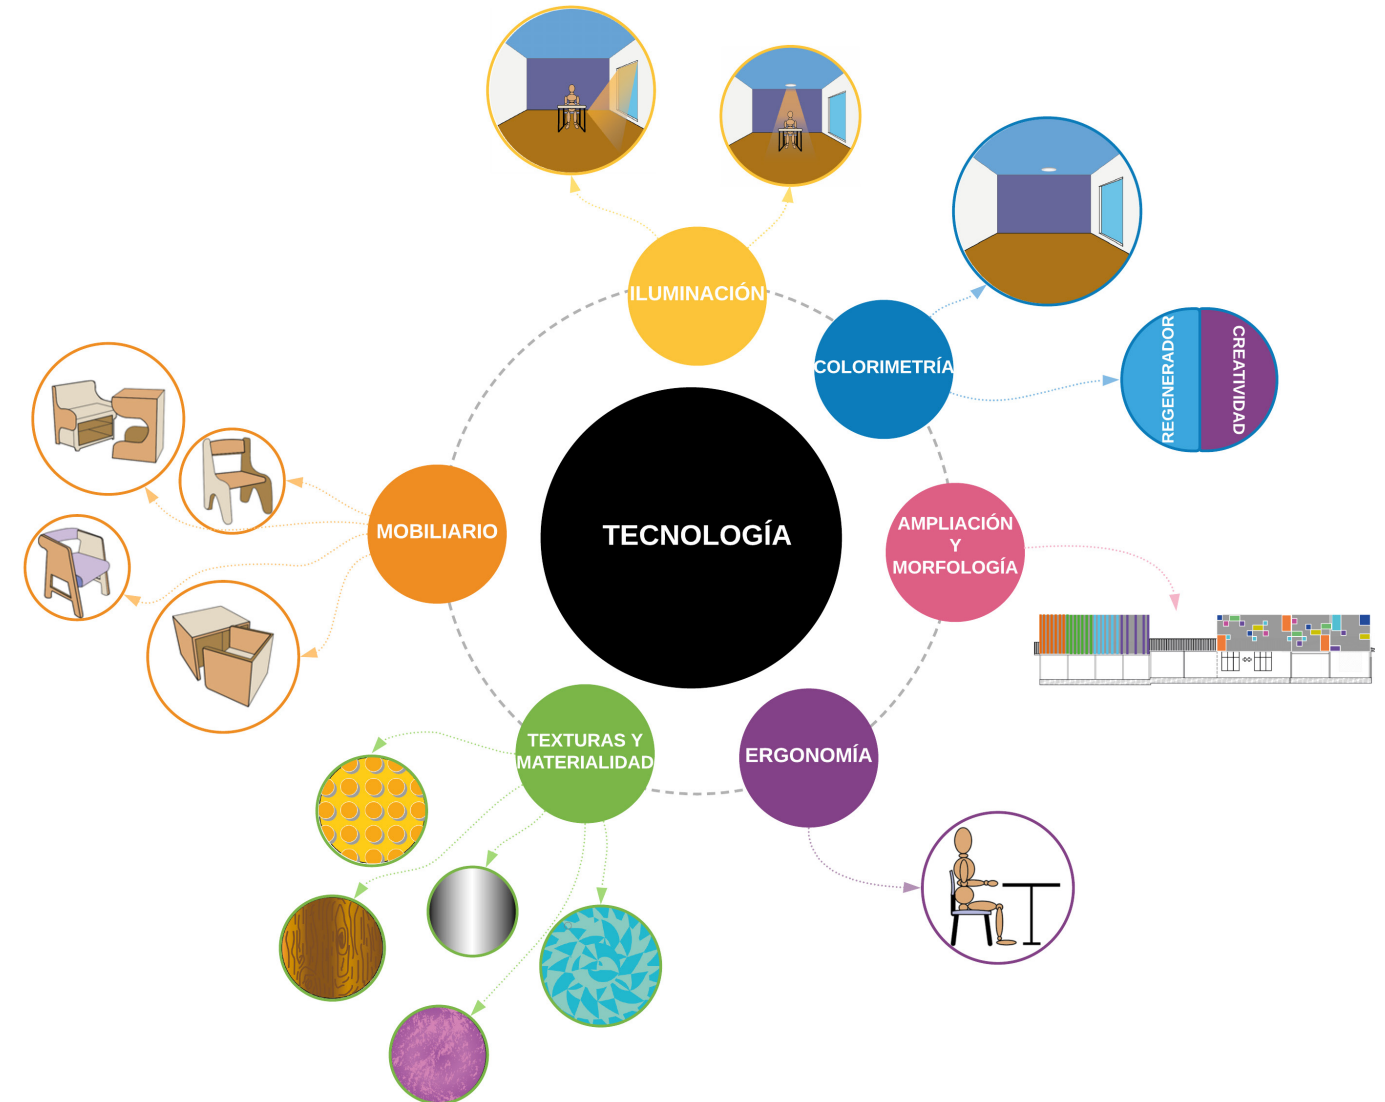 ILUMINACIÓN
COLORIMETRÍA
REGENERADOR
CREATIVIDAD
MOBILIARIO
TECNOLOGÍA
AMPLIACIÓN
Y
MORFOLOGÍA
TEXTURAS Y
MATERIALIDAD
ERGONOMÍA